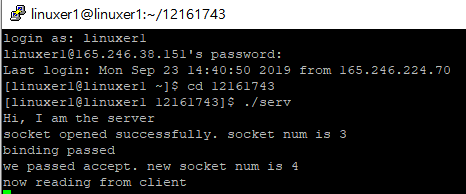 linuxer1@linuxer1:~/12161743
login as: linuxer1
linuxer1@165.246.38.151's password:
Last login: Mon Sep 23 14:40:50 2019 from 165.246.224.70
[linuxer1@linuxer1 ~]$ cd 12161743
[linuxer1@linuxer1 12161743]$ ./serv
Hi, I am the server
socket opened successfully. socket num is 3
binding passed
we passed accept. new socket num is 4
now reading from client